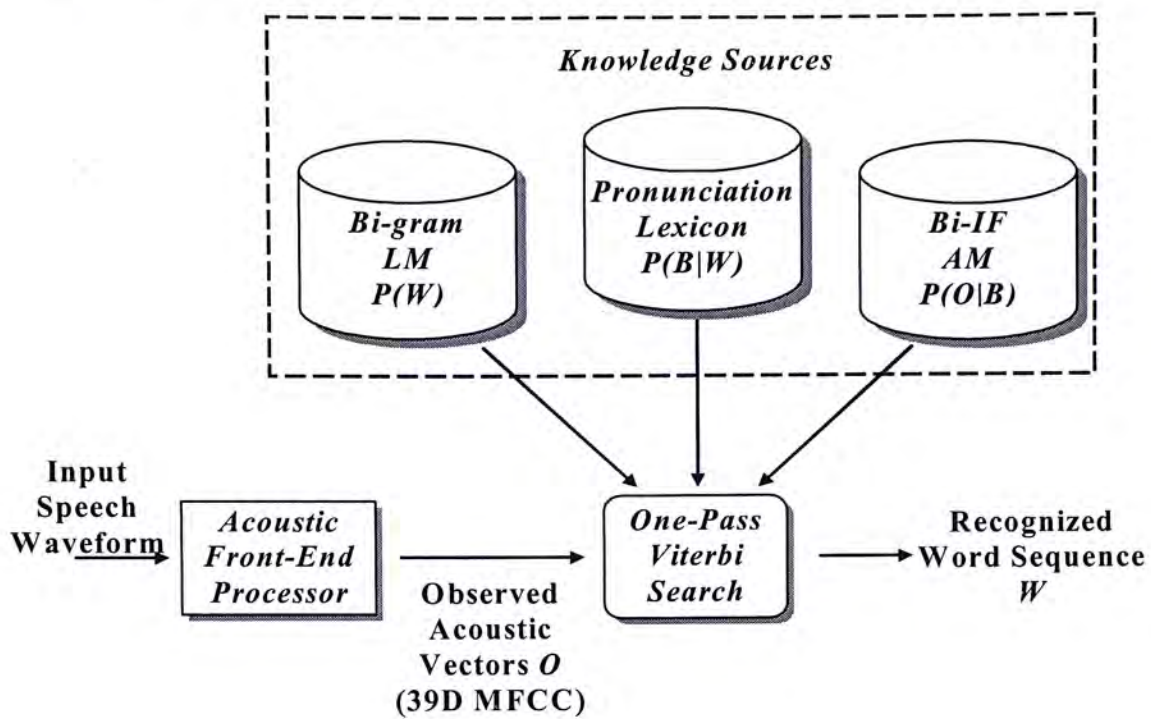 Knowledge Sources
Bi-gram
LM
P(W)
Pronunciation
Lexicon
P(B|W)
Bi-IF
AM
P(O|B)
Input
Speech
Waveform
Acoustic
Front-End
Processor
Observed
Acoustic
Vectors O
(39D MFCC)
One-Pass
Viterbi
Search
Recognized
Word Sequence
W